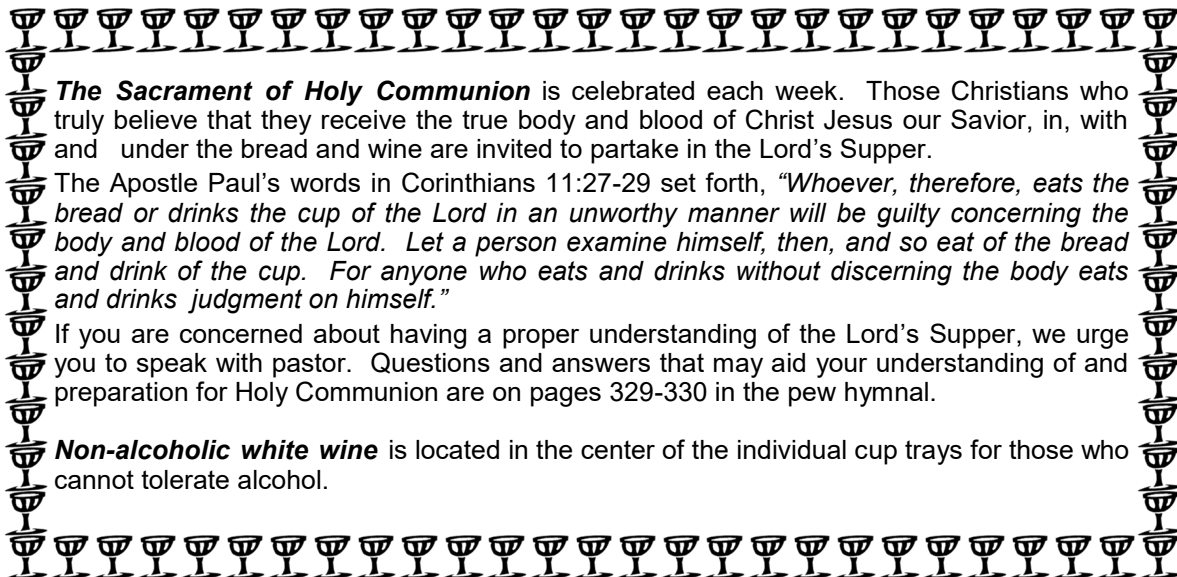 The Sacrament of Holy Communion is celebrated each week. Those Christians who
truly believe that they receive the true body and blood of Christ Jesus our Savior, in, with
and under the bread and wine are invited to partake in the Lord’s Supper.
The Apostle Paul’s words in Corinthians 11:27-29 set forth, “Whoever, therefore, eats the
bread or drinks the cup of the Lord in an unworthy manner will be guilty concerning the
body and blood of the Lord. Let a person examine himself, then, and so eat of the bread
and drink of the cup. For anyone who eats and drinks without discerning the body eats
and drinks judgment on himself.”
If you are concerned about having a proper understanding of the Lord’s Supper, we urge
you to speak with pastor. Questions and answers that may aid your understanding of and
preparation for Holy Communion are on pages 329-330 in the pew hymnal.
Non-alcoholic white wine is located in the center of the individual cup trays for those who
cannot tolerate alcohol.